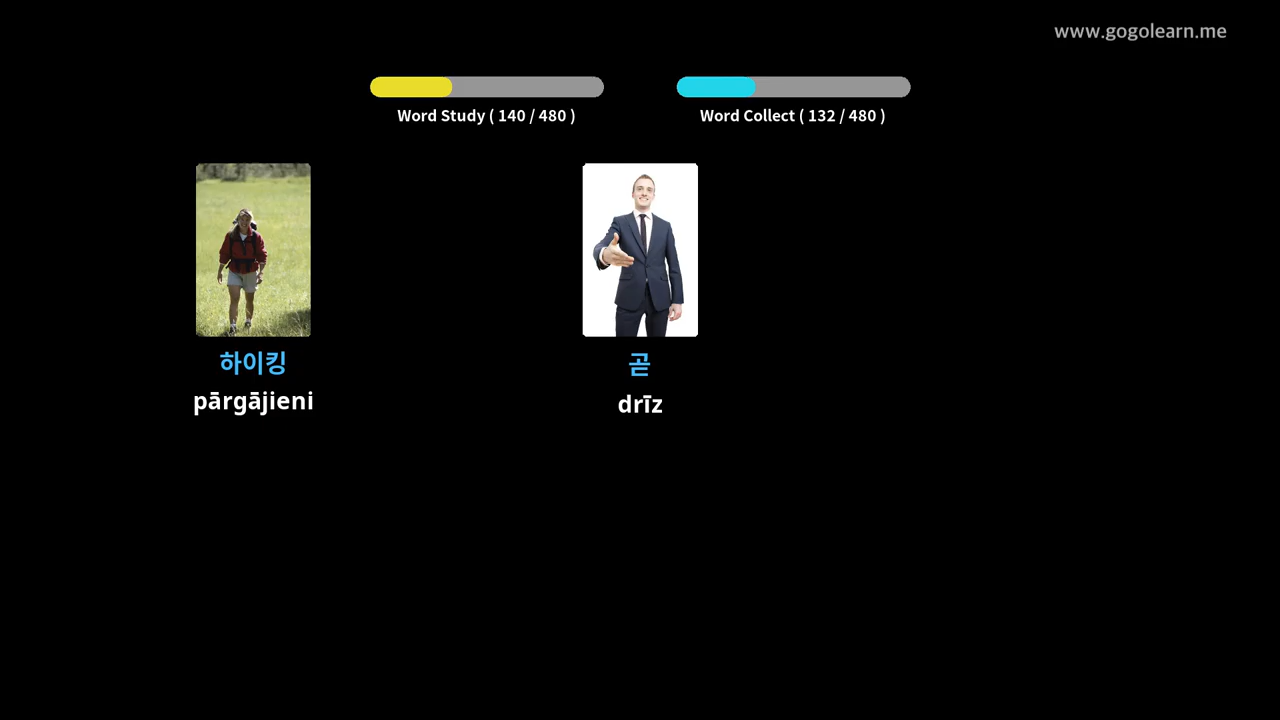 www.gogolearn.me
Word Study ( 140 / 480 )
Word Collect ( 132 / 480 )
하이킹
pārgājieni
곧
drīz